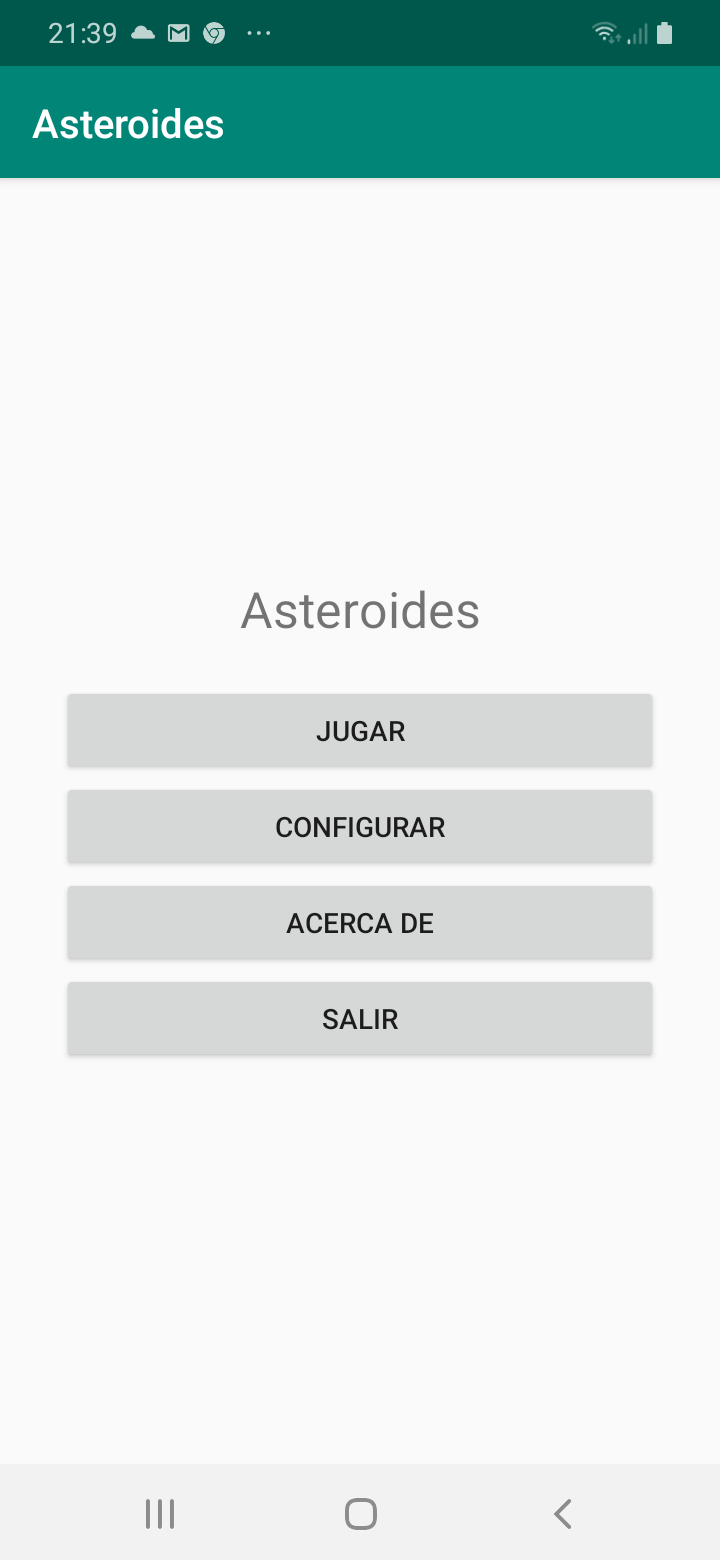 21:39
Asteroides
Asteroides
JUGAR
CONFIGURAR
ACERCA DE
SALIR